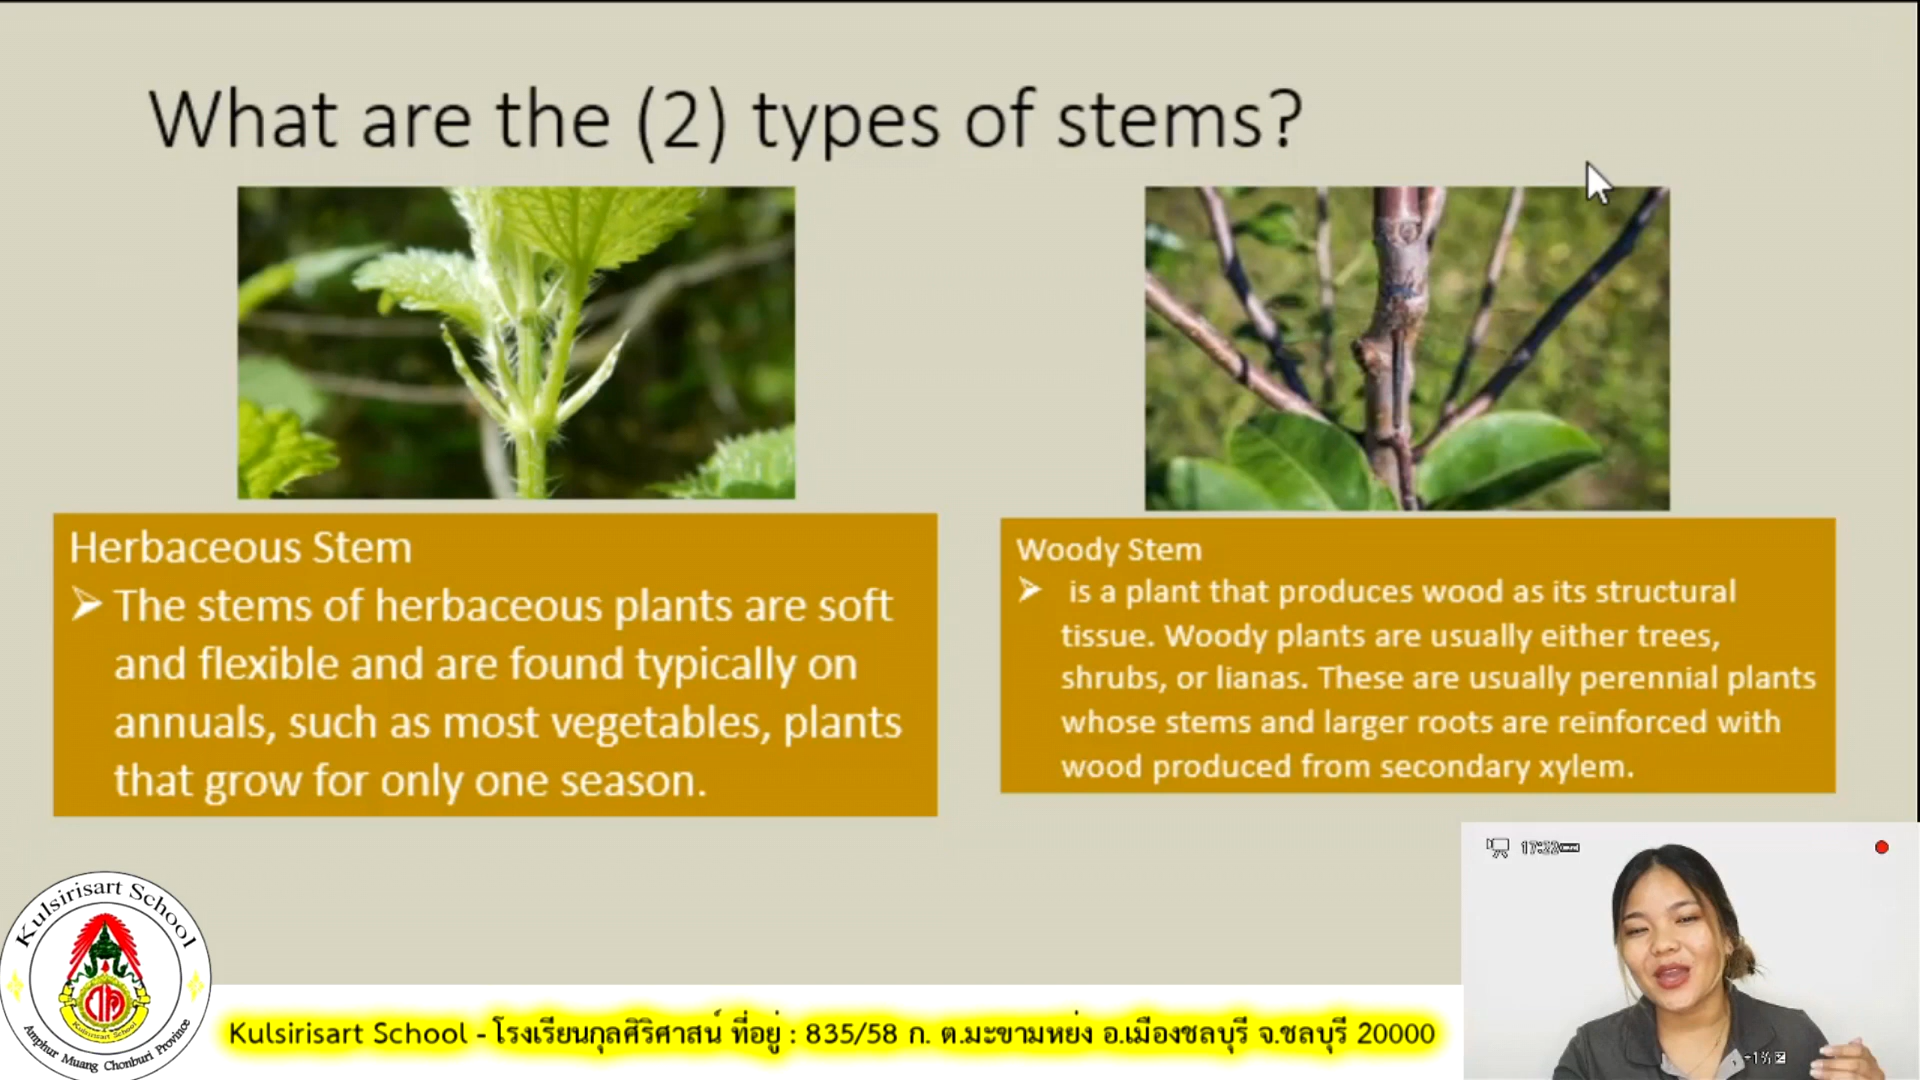 What are the (2) types of stems?
Herbaceous Stem
➢ The stems of herbaceous plants are soft
and flexible and are found typically on
annuals, such as most vegetables, plants
that grow for only one season.
Woody Stem
➢ is a plant that produces wood as its structural
tissue. Woody plants are usually either trees,
shrubs, or lianas. These are usually perennial plants
whose stems and larger roots are reinforced with
wood produced from secondary xylem.
17:22
Kulsirisart School
Kulsirisart School
Amphur Muang Chonburi Province
Kulsirisart School - โรงเรียนกุลศิริศาสน์ ที่อยู่ : 835/58 ก. ต.มะขามหย่ง อ.เมืองชลบุรี จ.ชลบุรี 20000